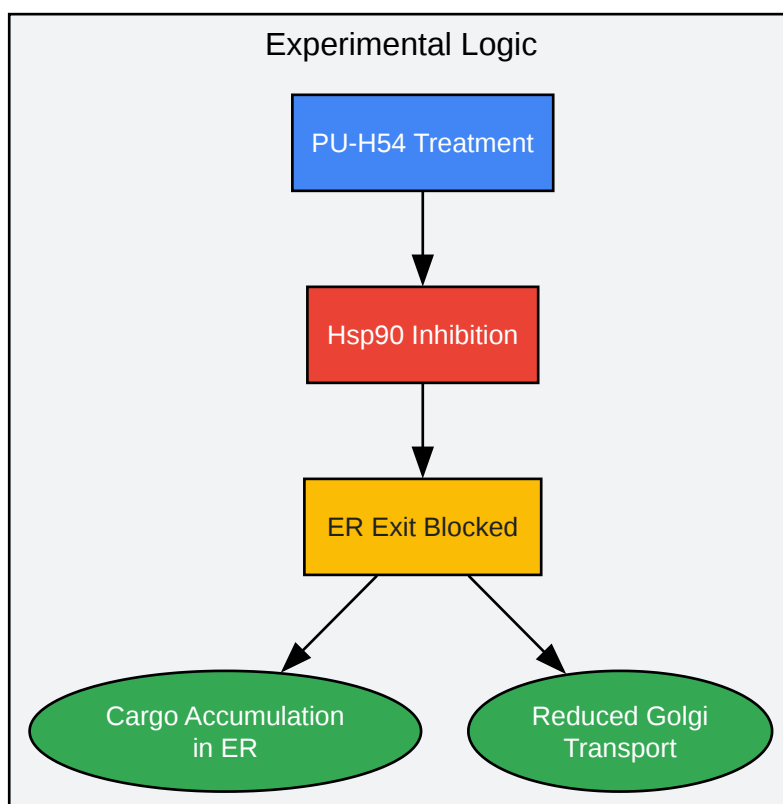 Experimental Logic
PU-H54 Treatment
Hsp90 Inhibition
ER Exit Blocked
Cargo Accumulation
in ER
Reduced Golgi
Transport